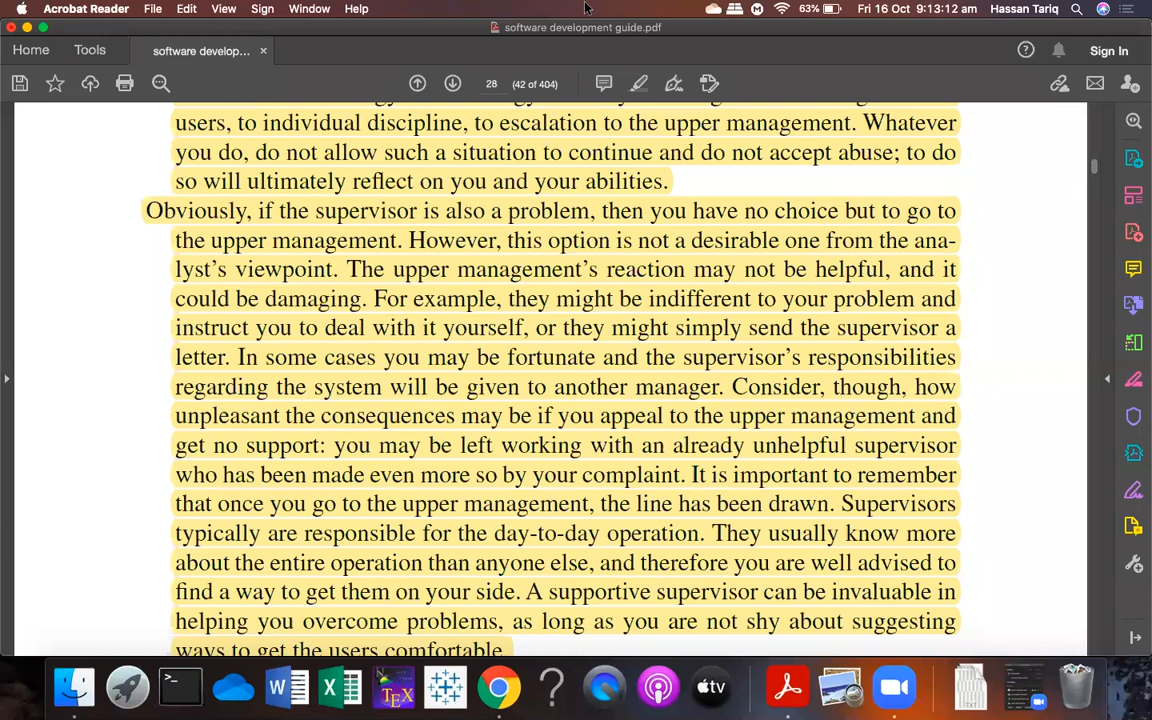 Acrobat Reader File Edit View Sign Window Help 63% Fri 16 Oct 9:13:12 am Hassan Tariq
software development guide.pdf
Home Tools software develop... × Sign In
28 (42 of 404)
users, to individual discipline, to escalation to the upper management. Whatever
you do, do not allow such a situation to continue and do not accept abuse; to do
so will ultimately reflect on you and your abilities.
Obviously, if the supervisor is also a problem, then you have no choice but to go to
the upper management. However, this option is not a desirable one from the ana-
lyst's viewpoint. The upper management's reaction may not be helpful, and it
could be damaging. For example, they might be indifferent to your problem and
instruct you to deal with it yourself, or they might simply send the supervisor a
letter. In some cases you may be fortunate and the supervisor's responsibilities
regarding the system will be given to another manager. Consider, though, how
unpleasant the consequences may be if you appeal to the upper management and
get no support: you may be left working with an already unhelpful supervisor
who has been made even more so by your complaint. It is important to remember
that once you go to the upper management, the line has been drawn. Supervisors
typically are responsible for the day-to-day operation. They usually know more
about the entire operation than anyone else, and therefore you are well advised to
find a way to get them on your side. A supportive supervisor can be invaluable in
helping you overcome problems, as long as you are not shy about suggesting
ways to get the users comfortable.
>_ W X TEX ? tv